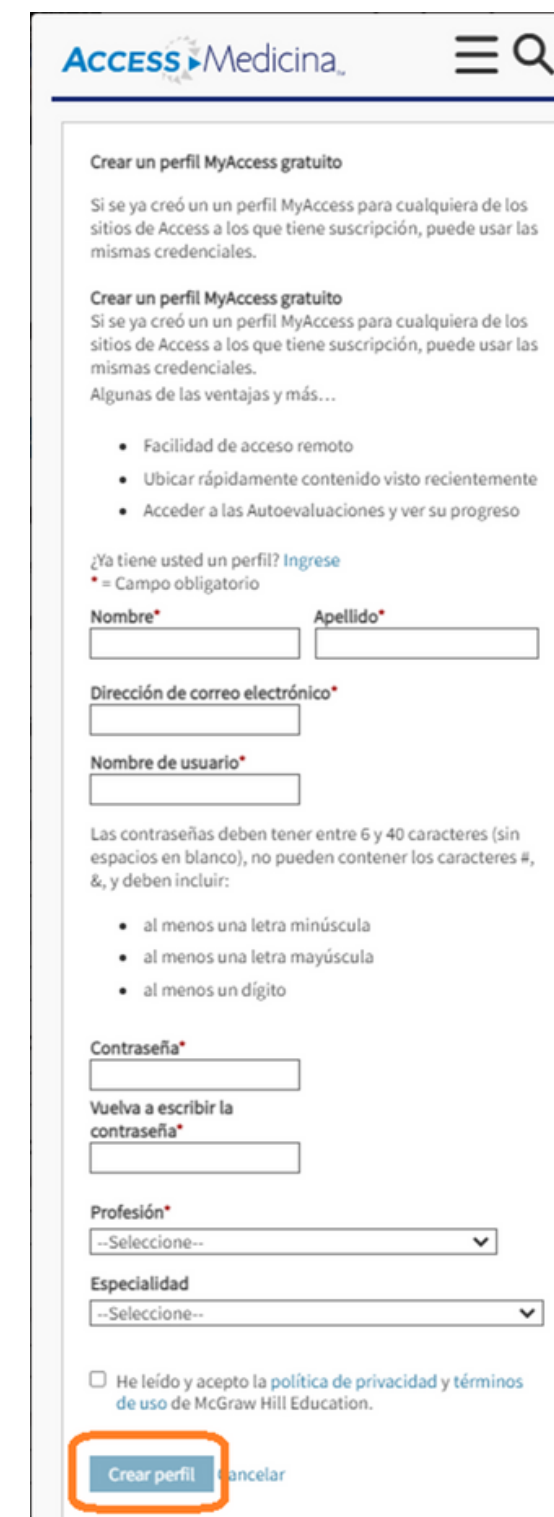 Access Medicina™
Crear un perfil MyAccess gratuito
Si se ya creó un un perfil MyAccess para cualquiera de los
sitios de Access a los que tiene suscripción, puede usar las
mismas credenciales.
Crear un perfil MyAccess gratuito
Si se ya creó un un perfil MyAccess para cualquiera de los
sitios de Access a los que tiene suscripción, puede usar las
mismas credenciales.
Algunas de las ventajas y más…
• Facilidad de acceso remoto
• Ubicar rápidamente contenido visto recientemente
• Acceder a las Autoevaluaciones y ver su progreso
¿Ya tiene usted un perfil? Ingrese
* = Campo obligatorio
Nombre* Apellido*
Dirección de correo electrónico*
Nombre de usuario*
Las contraseñas deben tener entre 6 y 40 caracteres (sin
espacios en blanco), no pueden contener los caracteres #,
&, y deben incluir:
• al menos una letra minúscula
• al menos una letra mayúscula
• al menos un dígito
Contraseña*
Vuelva a escribir la
contraseña*
Profesión*
--Seleccione--
Especialidad
--Seleccione--
He leído y acepto la política de privacidad y términos
de uso de McGraw Hill Education.
Crear perfil Cancelar